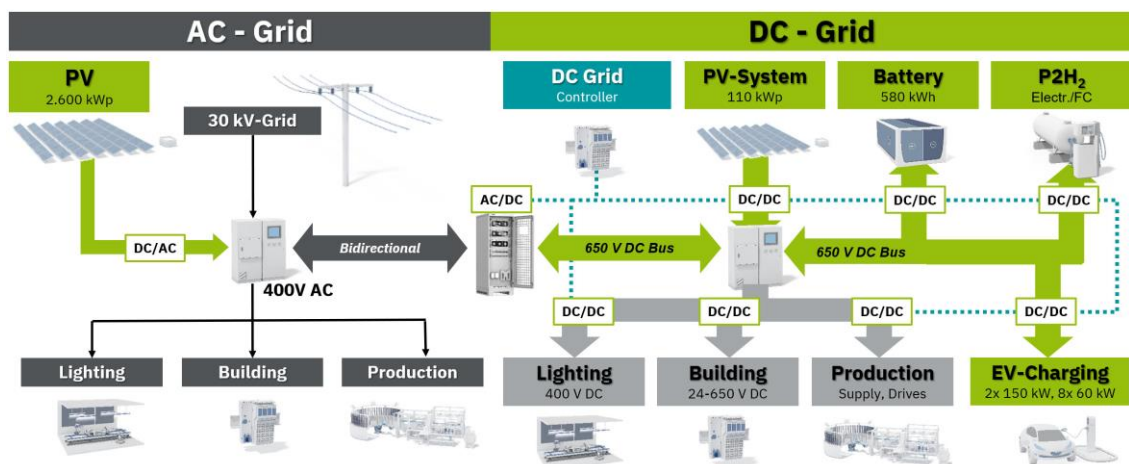 AC - Grid
DC - Grid
PV
2.600 kWp
30 kV-Grid
DC Grid
Controller
PV-System
110 kWp
Battery
580 kWh
P2H₂
Electr./FC
AC/DC
DC/DC
DC/DC
DC/DC
DC/AC
Bidirectional
650 V DC Bus
650 V DC Bus
400V AC
DC/DC
DC/DC
DC/DC
DC/DC
Lighting
Building
Production
Lighting
400 V DC
Building
24-650 V DC
Production
Supply, Drives
EV-Charging
2x 150 kW, 8x 60 kW